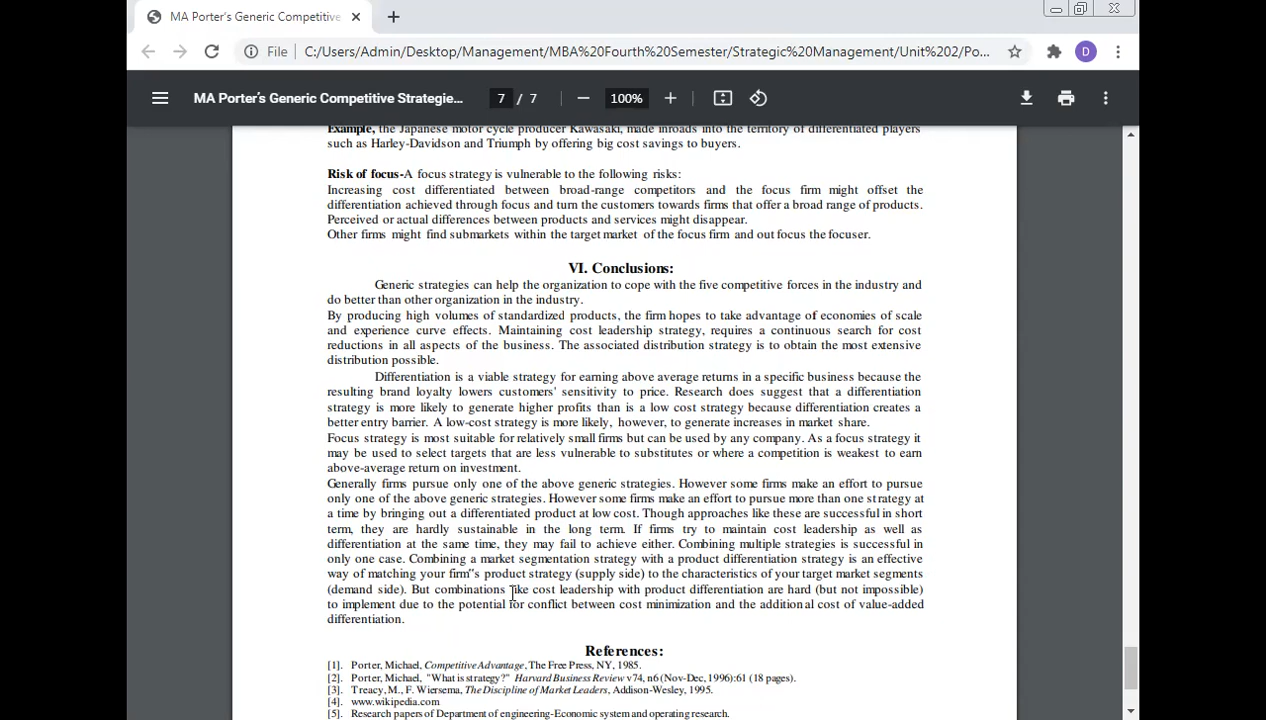 MA Porter's Generic Competitive
File C:/Users/Admin/Desktop/Management/MBA%20Fourth%20Semester/Strategic%20Management/Unit%202/Po...
D
MA Porter's Generic Competitive Strategie... 7 / 7 100%
Example, the Japanese motor cycle producer Kawasaki, made inroads into the territory of differentiated players
such as Harley-Davidson and Triumph by offering big cost savings to buyers.
Risk of focus-A focus strategy is vulnerable to the following risks:
Increasing cost differentiated between broad-range competitors and the focus firm might offset the
differentiation achieved through focus and turn the customers towards firms that offer a broad range of products.
Perceived or actual differences between products and services might disappear.
Other firms might find submarkets within the target market of the focus firm and out focus the focuser.
VI. Conclusions:
Generic strategies can help the organization to cope with the five competitive forces in the industry and
do better than other organization in the industry.
By producing high volumes of standardized products, the firm hopes to take advantage of economies of scale
and experience curve effects. Maintaining cost leadership strategy, requires a continuous search for cost
reductions in all aspects of the business. The associated distribution strategy is to obtain the most extensive
distribution possible.
Differentiation is a viable strategy for earning above average returns in a specific business because the
resulting brand loyalty lowers customers' sensitivity to price. Research does suggest that a differentiation
strategy is more likely to generate higher profits than is a low cost strategy because differentiation creates a
better entry barrier. A low-cost strategy is more likely, however, to generate increases in market share.
Focus strategy is most suitable for relatively small firms but can be used by any company. As a focus strategy it
may be used to select targets that are less vulnerable to substitutes or where a competition is weakest to earn
above-average return on investment.
Generally firms pursue only one of the above generic strategies. However some firms make an effort to pursue
only one of the above generic strategies. However some firms make an effort to pursue more than one strategy at
a time by bringing out a differentiated product at low cost. Though approaches like these are successful in short
term, they are hardly sustainable in the long term. If firms try to maintain cost leadership as well as
differentiation at the same time, they may fail to achieve either. Combining multiple strategies is successful in
only one case. Combining a market segmentation strategy with a product differentiation strategy is an effective
way of matching your firm‟s product strategy (supply side) to the characteristics of your target market segments
(demand side). But combinations like cost leadership with product differentiation are hard (but not impossible)
to implement due to the potential for conflict between cost minimization and the additional cost of value-added
differentiation.
References:
[1]. Porter, Michael, Competitive Advantage, The Free Press, NY, 1985.
[2]. Porter, Michael, "What is strategy?" Harvard Business Review v74, n6 (Nov-Dec, 1996):61 (18 pages).
[3]. Treacy, M., F. Wiersema, The Discipline of Market Leaders, Addison-Wesley, 1995.
[4]. www.wikipedia.com
[5]. Research papers of Department of engineering-Economic system and operating research.